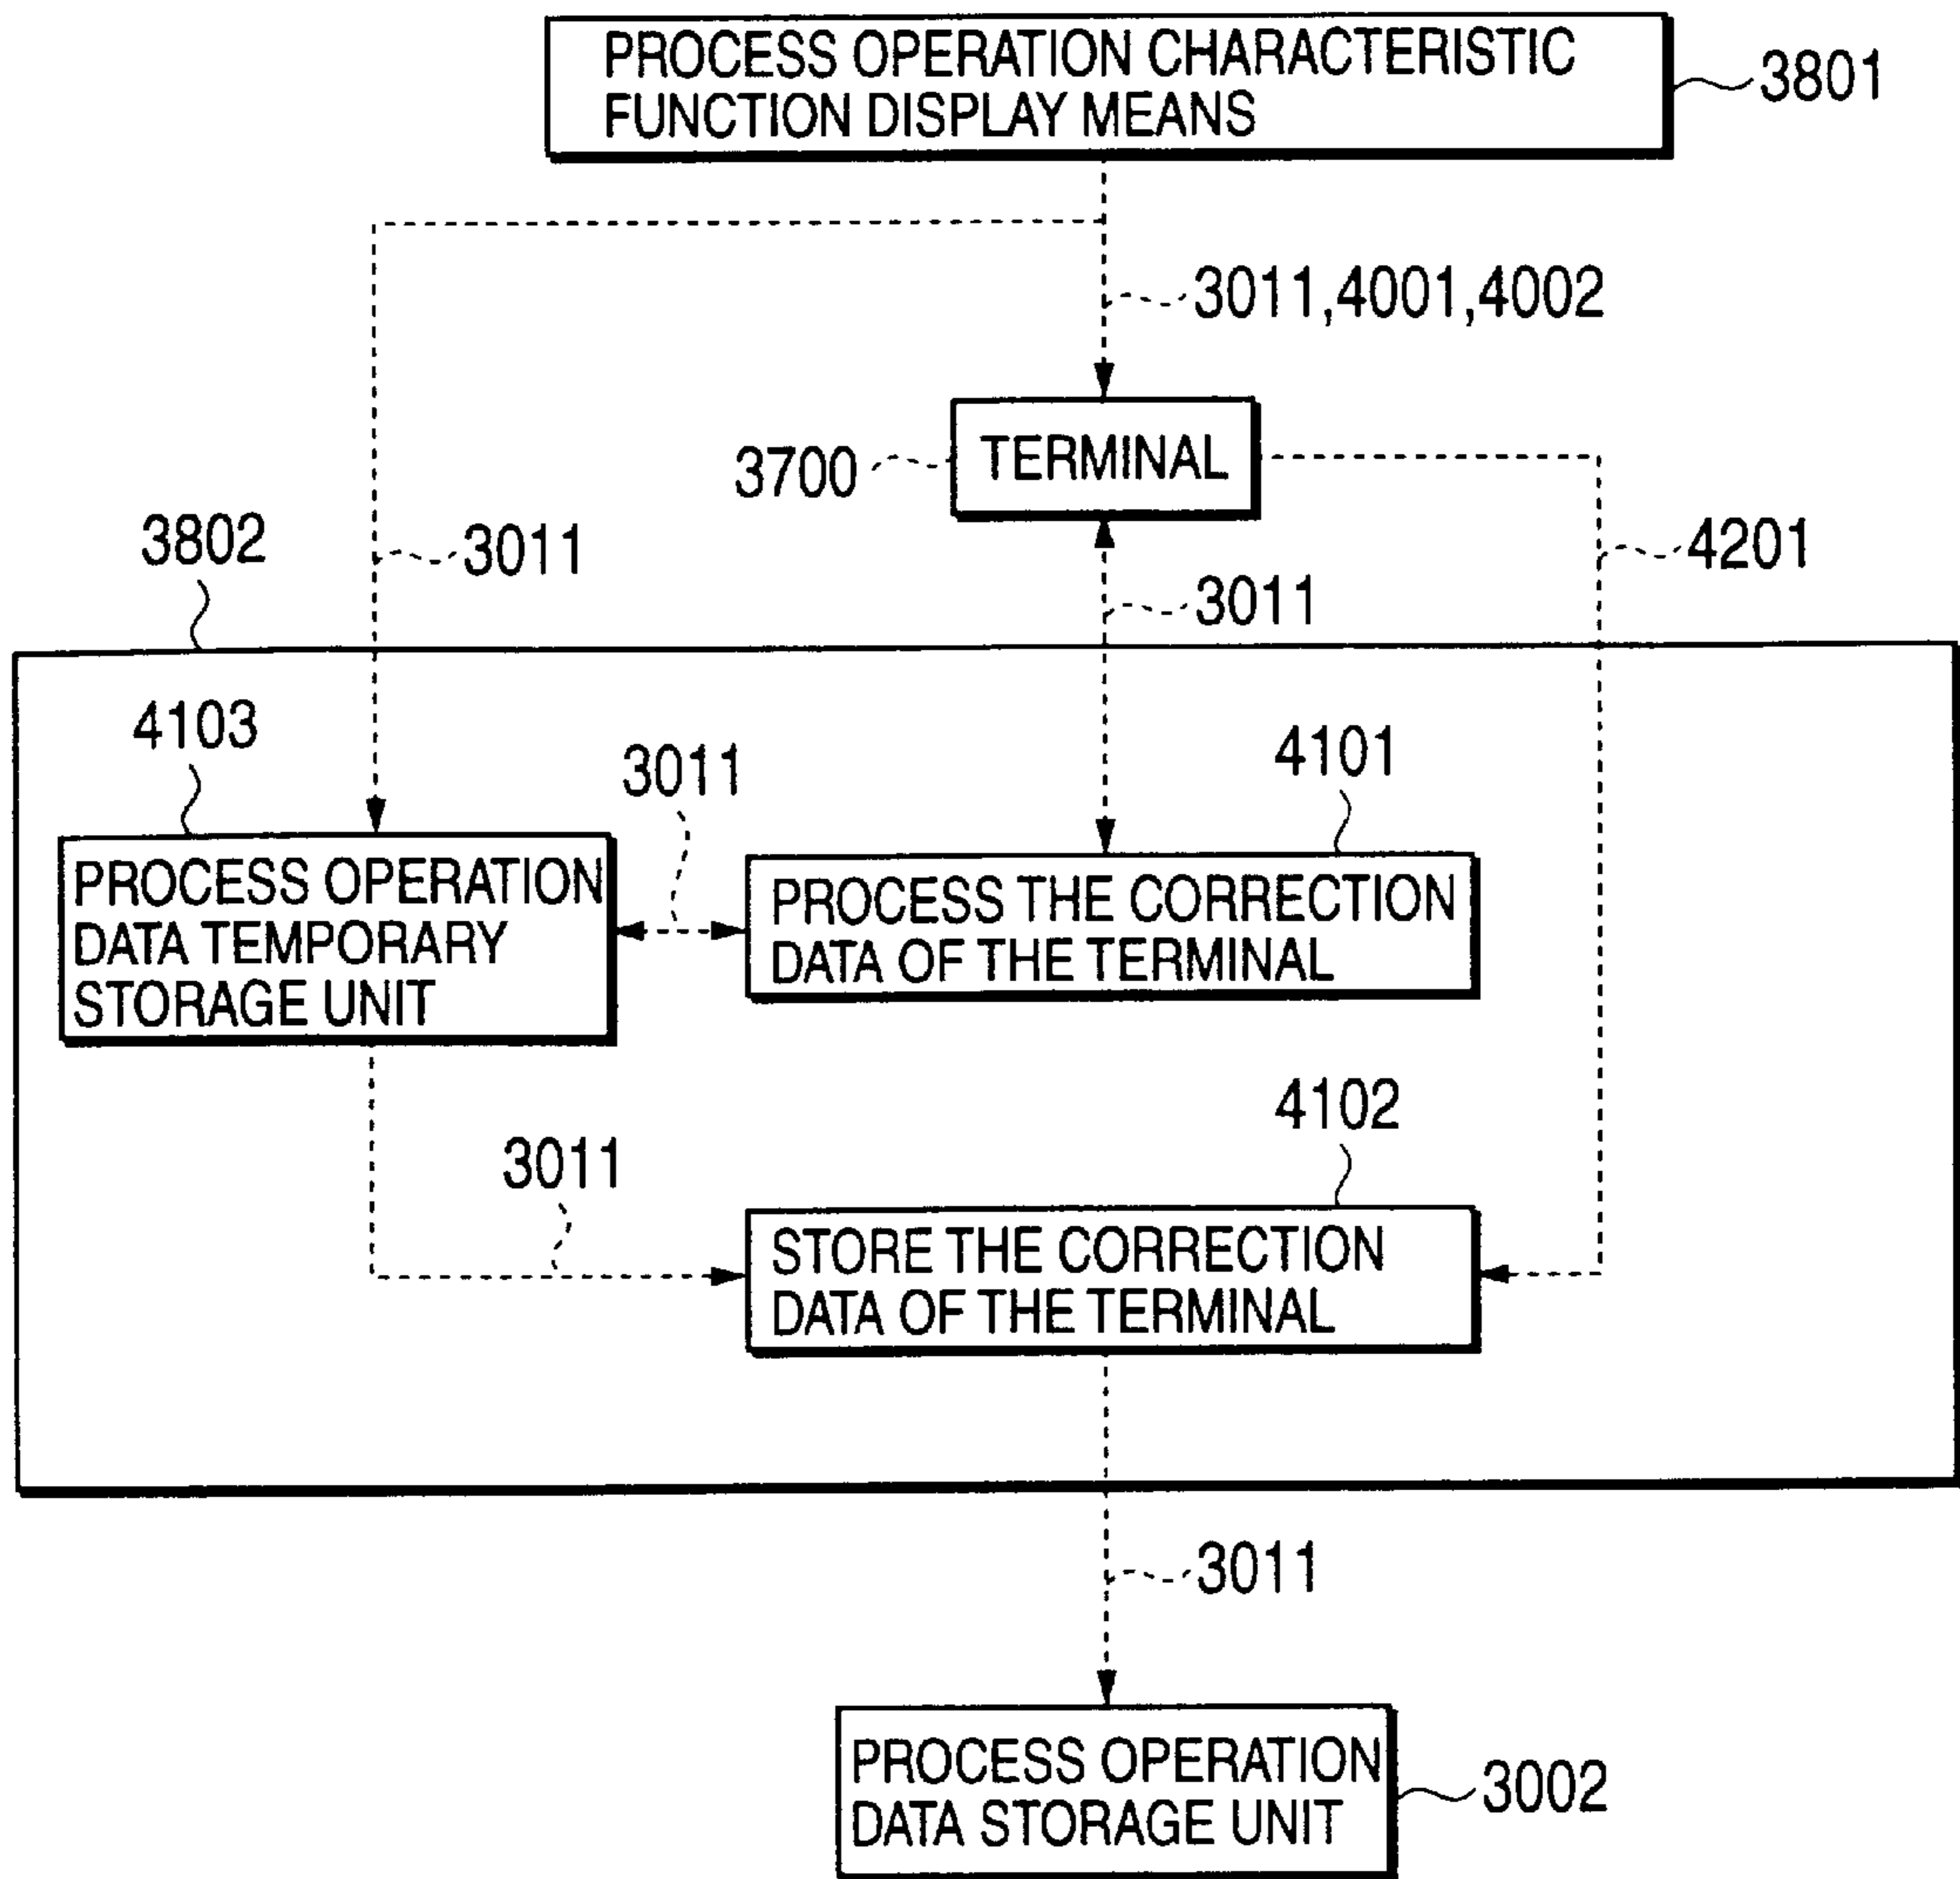 PROCESS OPERATION CHARACTERISTIC
FUNCTION DISPLAY MEANS
3801
3011,4001,4002
3700
TERMINAL
3802
3011
3011
4201
4103
3011
4101
PROCESS OPERATION
DATA TEMPORARY
STORAGE UNIT
PROCESS THE CORRECTION
DATA OF THE TERMINAL
4102
3011
STORE THE CORRECTION
DATA OF THE TERMINAL
3011
PROCESS OPERATION
DATA STORAGE UNIT
3002